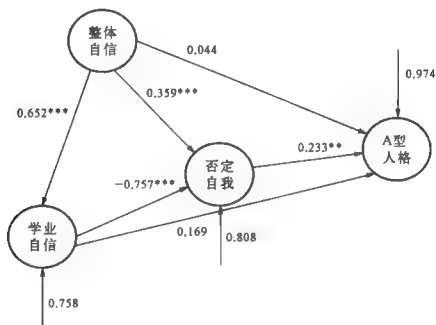 整体
自信
0.044
0.974
0.359***
0.652***
A型
人格
否定
自我
0.233**
-0.757***
学业
自信
0.169
0.808
0.758